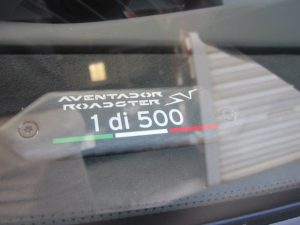 AVENTADOR
ROADSTER SV
1 di 500